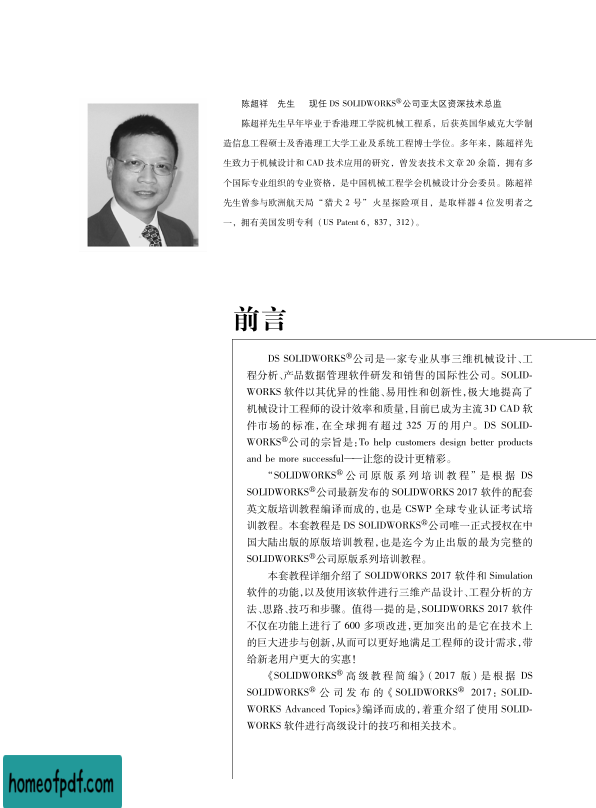 陈超祥　先生　现任 DS SOLIDWORKS®公司亚太区资深技术总监
陈超祥先生早年毕业于香港理工学院机械工程系，后获英国华威克大学制
造信息工程硕士及香港理工大学工业及系统工程博士学位。多年来，陈超祥先
生致力于机械设计和 CAD 技术应用的研究，曾发表技术文章 20 余篇，拥有多
个国际专业组织的专业资格，是中国机械工程学会机械设计分会委员。陈超祥
先生曾参与欧洲航天局“猎犬 2 号”火星探险项目，是取样器 4 位发明者之
一，拥有美国发明专利（US Patent 6，837，312）。
前言
DS SOLIDWORKS®公司是一家专业从事三维机械设计、工
程分析、产品数据管理软件研发和销售的国际性公司。SOLID-
WORKS 软件以其优异的性能、易用性和创新性，极大地提高了
机械设计工程师的设计效率和质量，目前已成为主流 3D CAD 软
件市场的标准，在全球拥有超过 325 万的用户。DS SOLID-
WORKS®公司的宗旨是：To help customers design better products
and be more successful——让您的设计更精彩。
“SOLIDWORKS®公司原版系列培训教程”是根据 DS
SOLIDWORKS®公司最新发布的 SOLIDWORKS 2017 软件的配套
英文版培训教程编译而成的，也是 CSWP 全球专业认证考试培
训教程。本套教程是 DS SOLIDWORKS®公司唯一正式授权在中
国大陆出版的原版培训教程，也是迄今为止出版的最为完整的
SOLIDWORKS®公司原版系列培训教程。
本套教程详细介绍了 SOLIDWORKS 2017 软件和 Simulation
软件的功能，以及使用该软件进行三维产品设计、工程分析的方
法、思路、技巧和步骤。值得一提的是，SOLIDWORKS 2017 软件
不仅在功能上进行了 600 多项改进，更加突出的是它在技术上
的巨大进步与创新，从而可以更好地满足工程师的设计需求，带
给新老用户更大的实惠！
《SOLIDWORKS®高级教程简编》（2017 版）是根据 DS
SOLIDWORKS®公司发布的《SOLIDWORKS® 2017：SOLID-
WORKS Advanced Topics》编译而成的，着重介绍了使用 SOLID-
WORKS 软件进行高级设计的技巧和相关技术。
homeofpdf.com